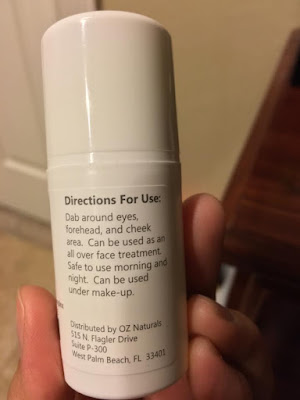 Directions For Use:
Dab around eyes,
forehead, and cheek
area. Can be used as an
all over face treatment.
Safe to use morning and
night. Can be used
under make-up.
Distributed by OZ Naturals
515 N. Flagler Drive
Suite P-300
West Palm Beach, FL 33401